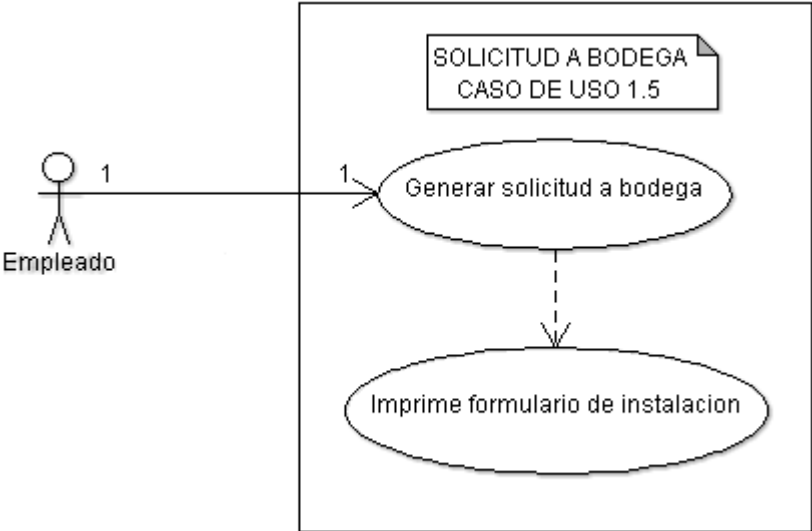 SOLICITUD A BODEGA
CASO DE USO 1.5
1
1
Generar solicitud a bodega
Empleado
Imprime formulario de instalacion